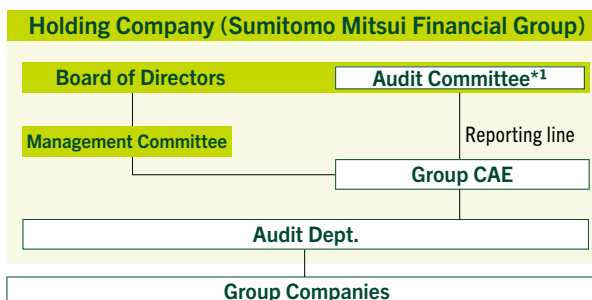 Holding Company (Sumitomo Mitsui Financial Group)
Board of Directors
Audit Committee*1
Management Committee
Reporting line
Group CAE
Audit Dept.
Group Companies